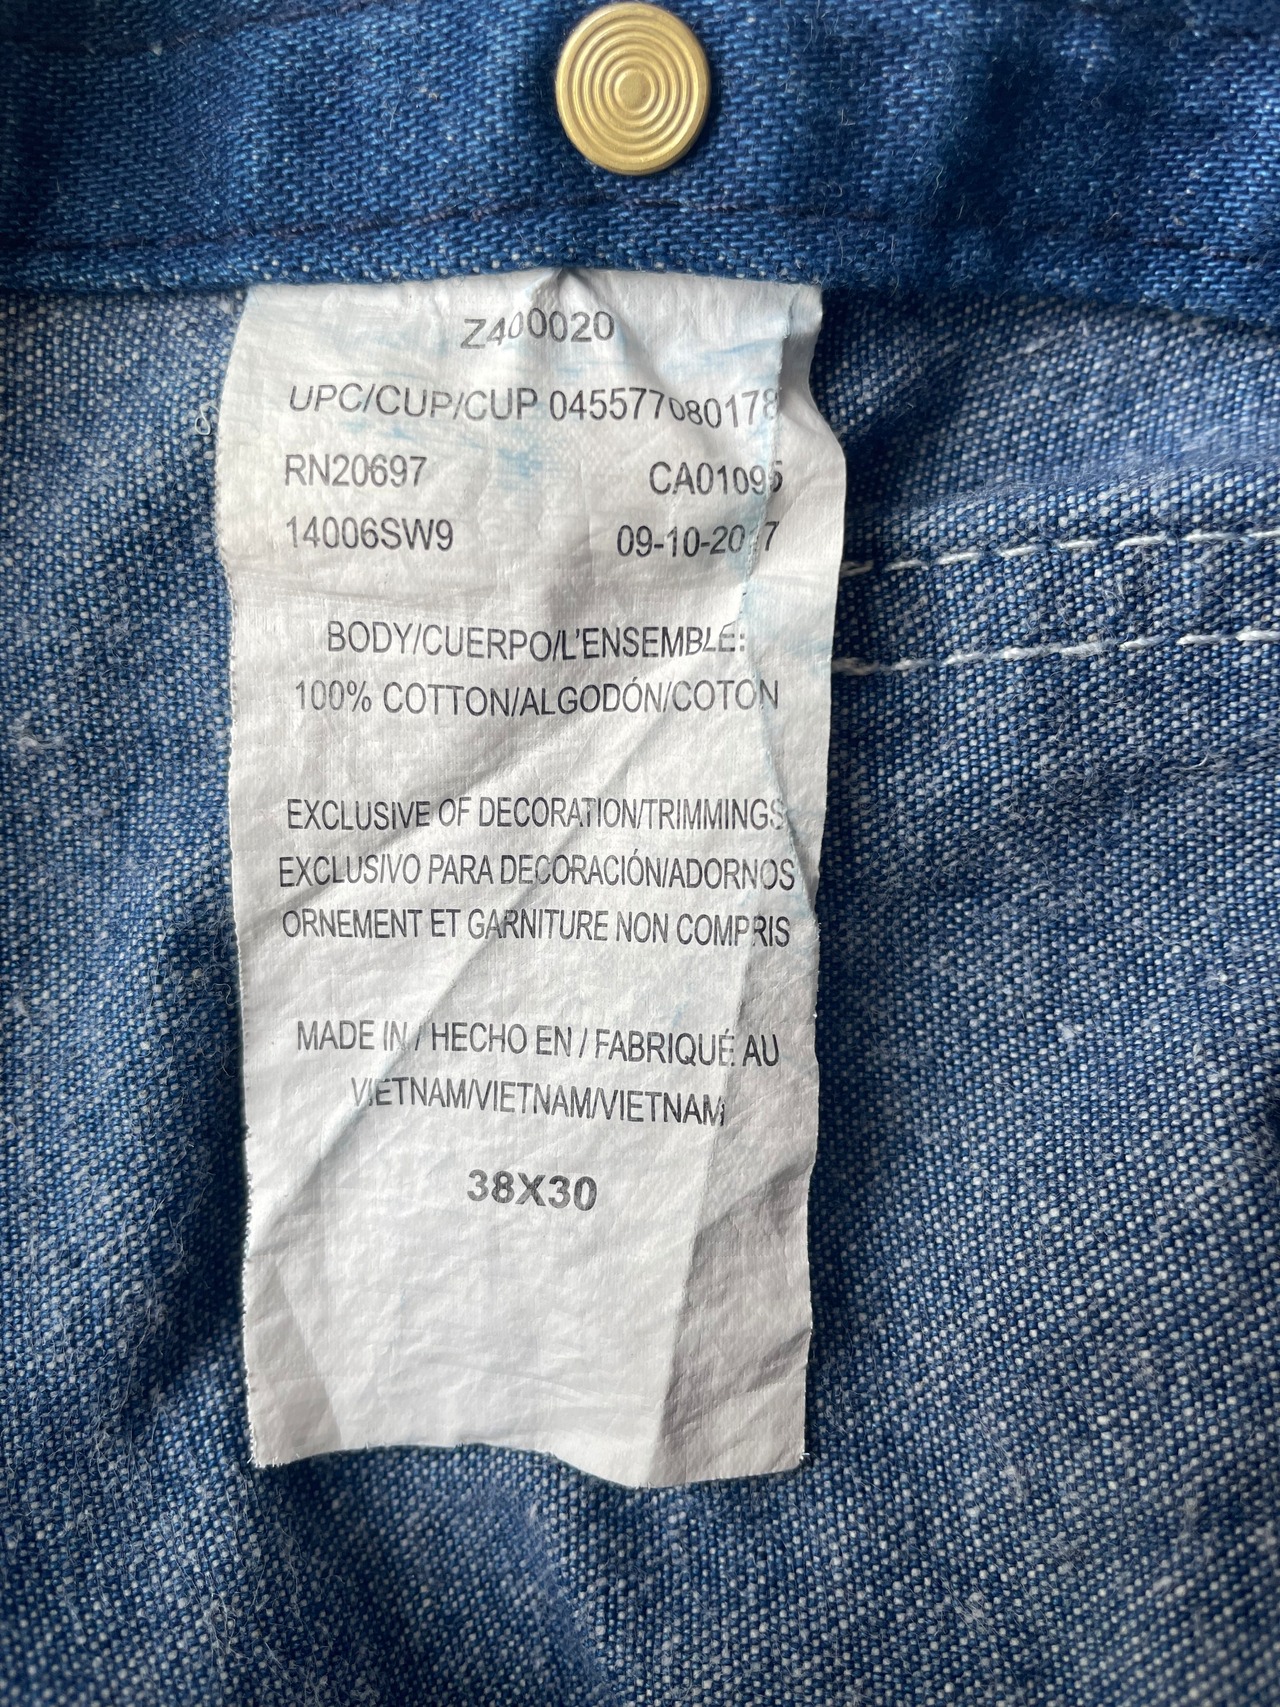 Z400020
UPC/CUP/CUP 045577080178
RN20697 CA01095
14006SW9 09-10-2017
BODY/CUERPO/L'ENSEMBLE:
100% COTTON/ALGODÓN/COTON
EXCLUSIVE OF DECORATION/TRIMMINGS
EXCLUSIVO PARA DECORACIÓN/ADORNOS
ORNEMENT ET GARNITURE NON COMPRIS
MADE IN / HECHO EN / FABRIQUÉ AU
VIETNAM/VIETNAM/VIETNAM
38X30